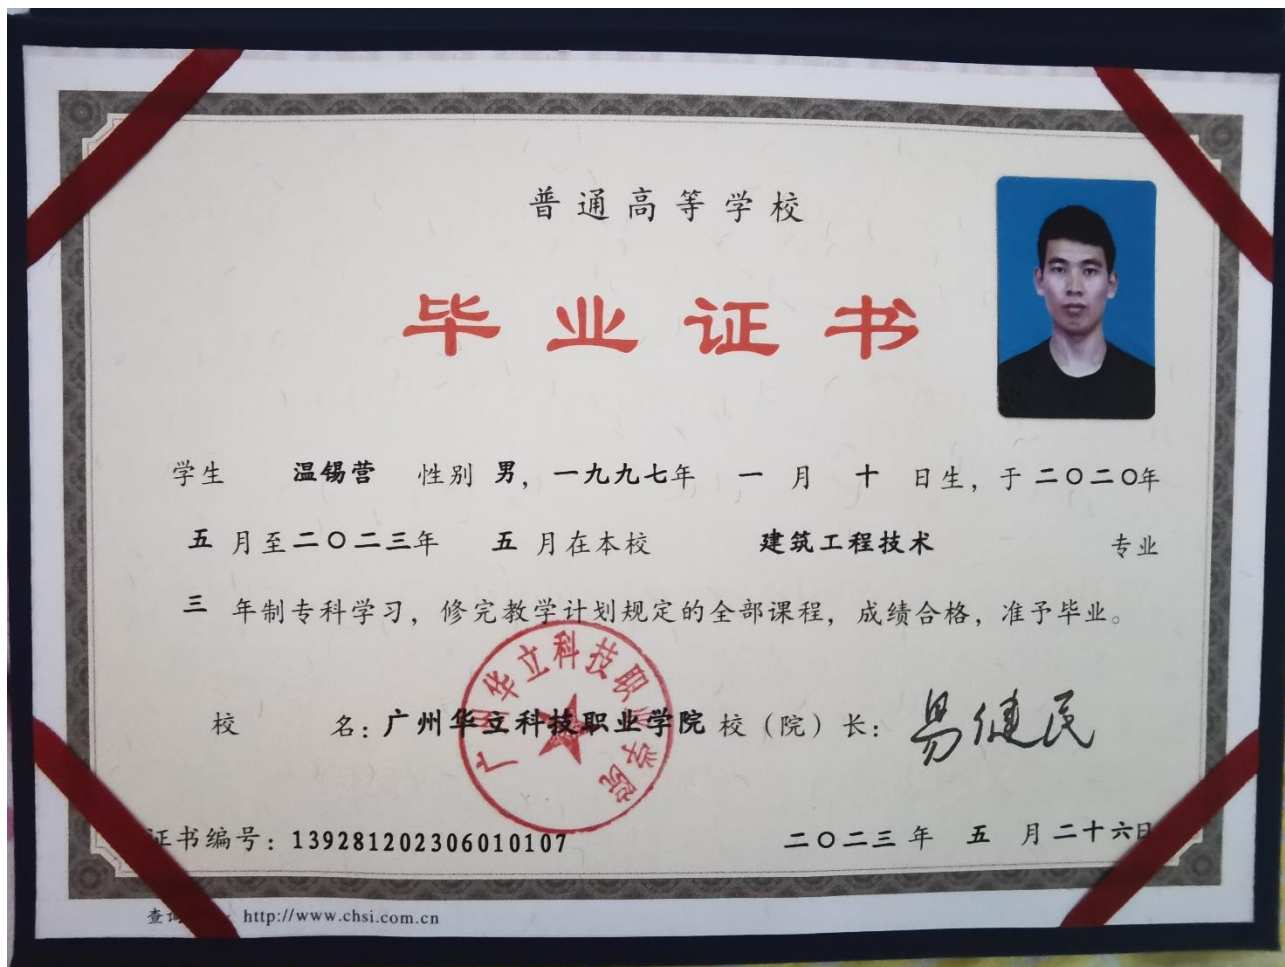 普通高等学校
毕业证书
学生 温锡营 性别 男，一九九七年 一 月 十 日生，于 二〇二〇年
五 月至二〇二三年 五 月在本校 建筑工程技术 专业
三 年制专科学习，修完教学计划规定的全部课程，成绩合格，准予毕业。
校 名：广州华立科技职业学院 校（院）长：易健民
广州华立科技职业学院
证书编号：139281202306010107 二〇二三 年 五 月 二十六日
查询 ：http://www.chsi.com.cn